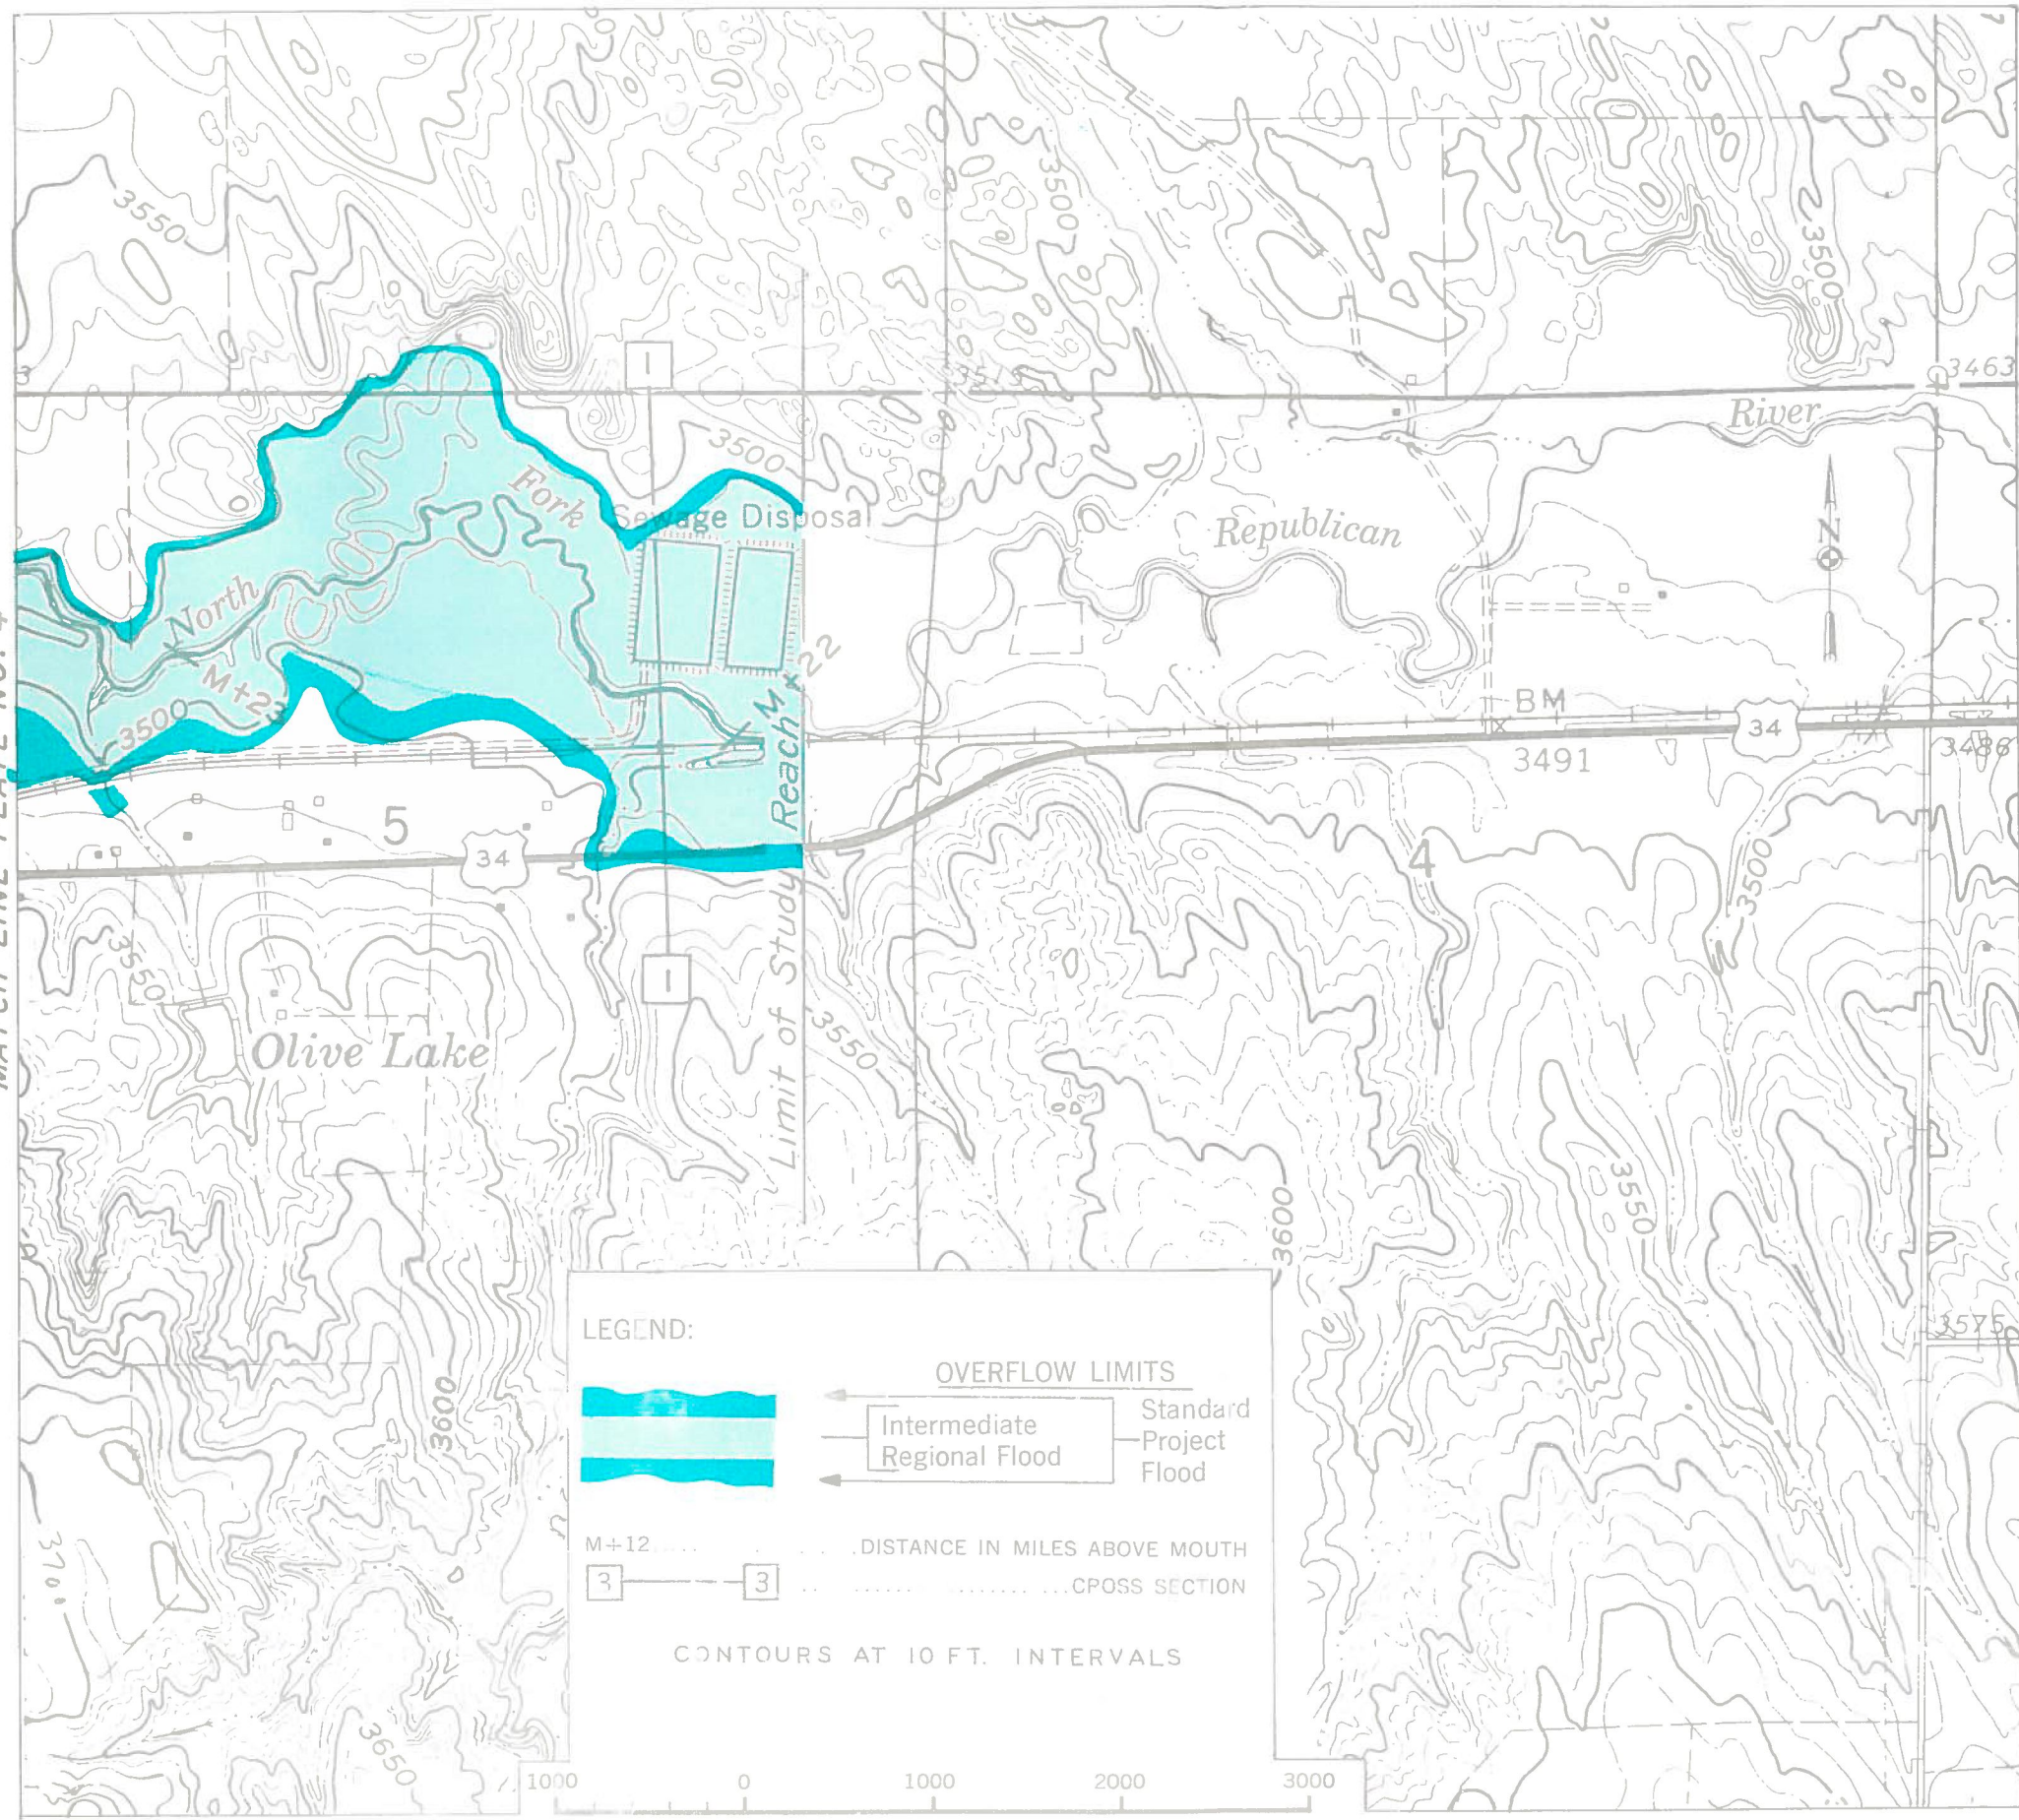 3550
3500
3500
3463
River
1
3500
Fork
Sewage Disposal
Republican
N
North
M+23
3500
M+22
BM
34
3491
3486
5
34
4
Limit of Study Reach
3500
3550
1
3550
Olive Lake
3550
3600
3575
3600
3650
LEGEND:
OVERFLOW LIMITS
Intermediate
Regional Flood
Standard
Project
Flood
M+12 DISTANCE IN MILES ABOVE MOUTH
3 3 CROSS SECTION
CONTOURS AT 10 FT. INTERVALS
1000 0 1000 2000 3000